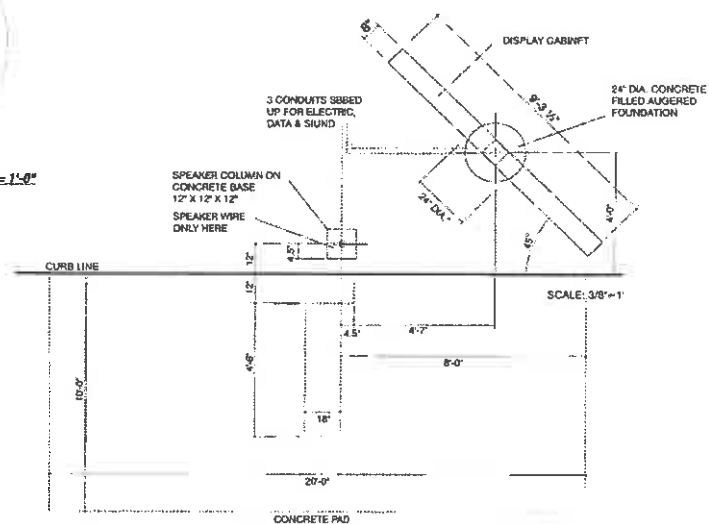 8"
DISPLAY CABINET
9'-3 ½"
24" DIA. CONCRETE
FILLED AUGERED
FOUNDATION
3 CONDUITS SBBED
UP FOR ELECTRIC,
DATA & SIUND
= 1'-0"
SPEAKER COLUMN ON
CONCRETE BASE
12" X 12" X 12"
SPEAKER WIRE
ONLY HERE
24" DIA.
4'-0"
45°
4.5"
12"
CURB LINE
SCALE: 3/8"=1'
12"
4.5"
4'-7"
8'-0"
10'-0"
18"
20'-0"
CONCRETE PAD